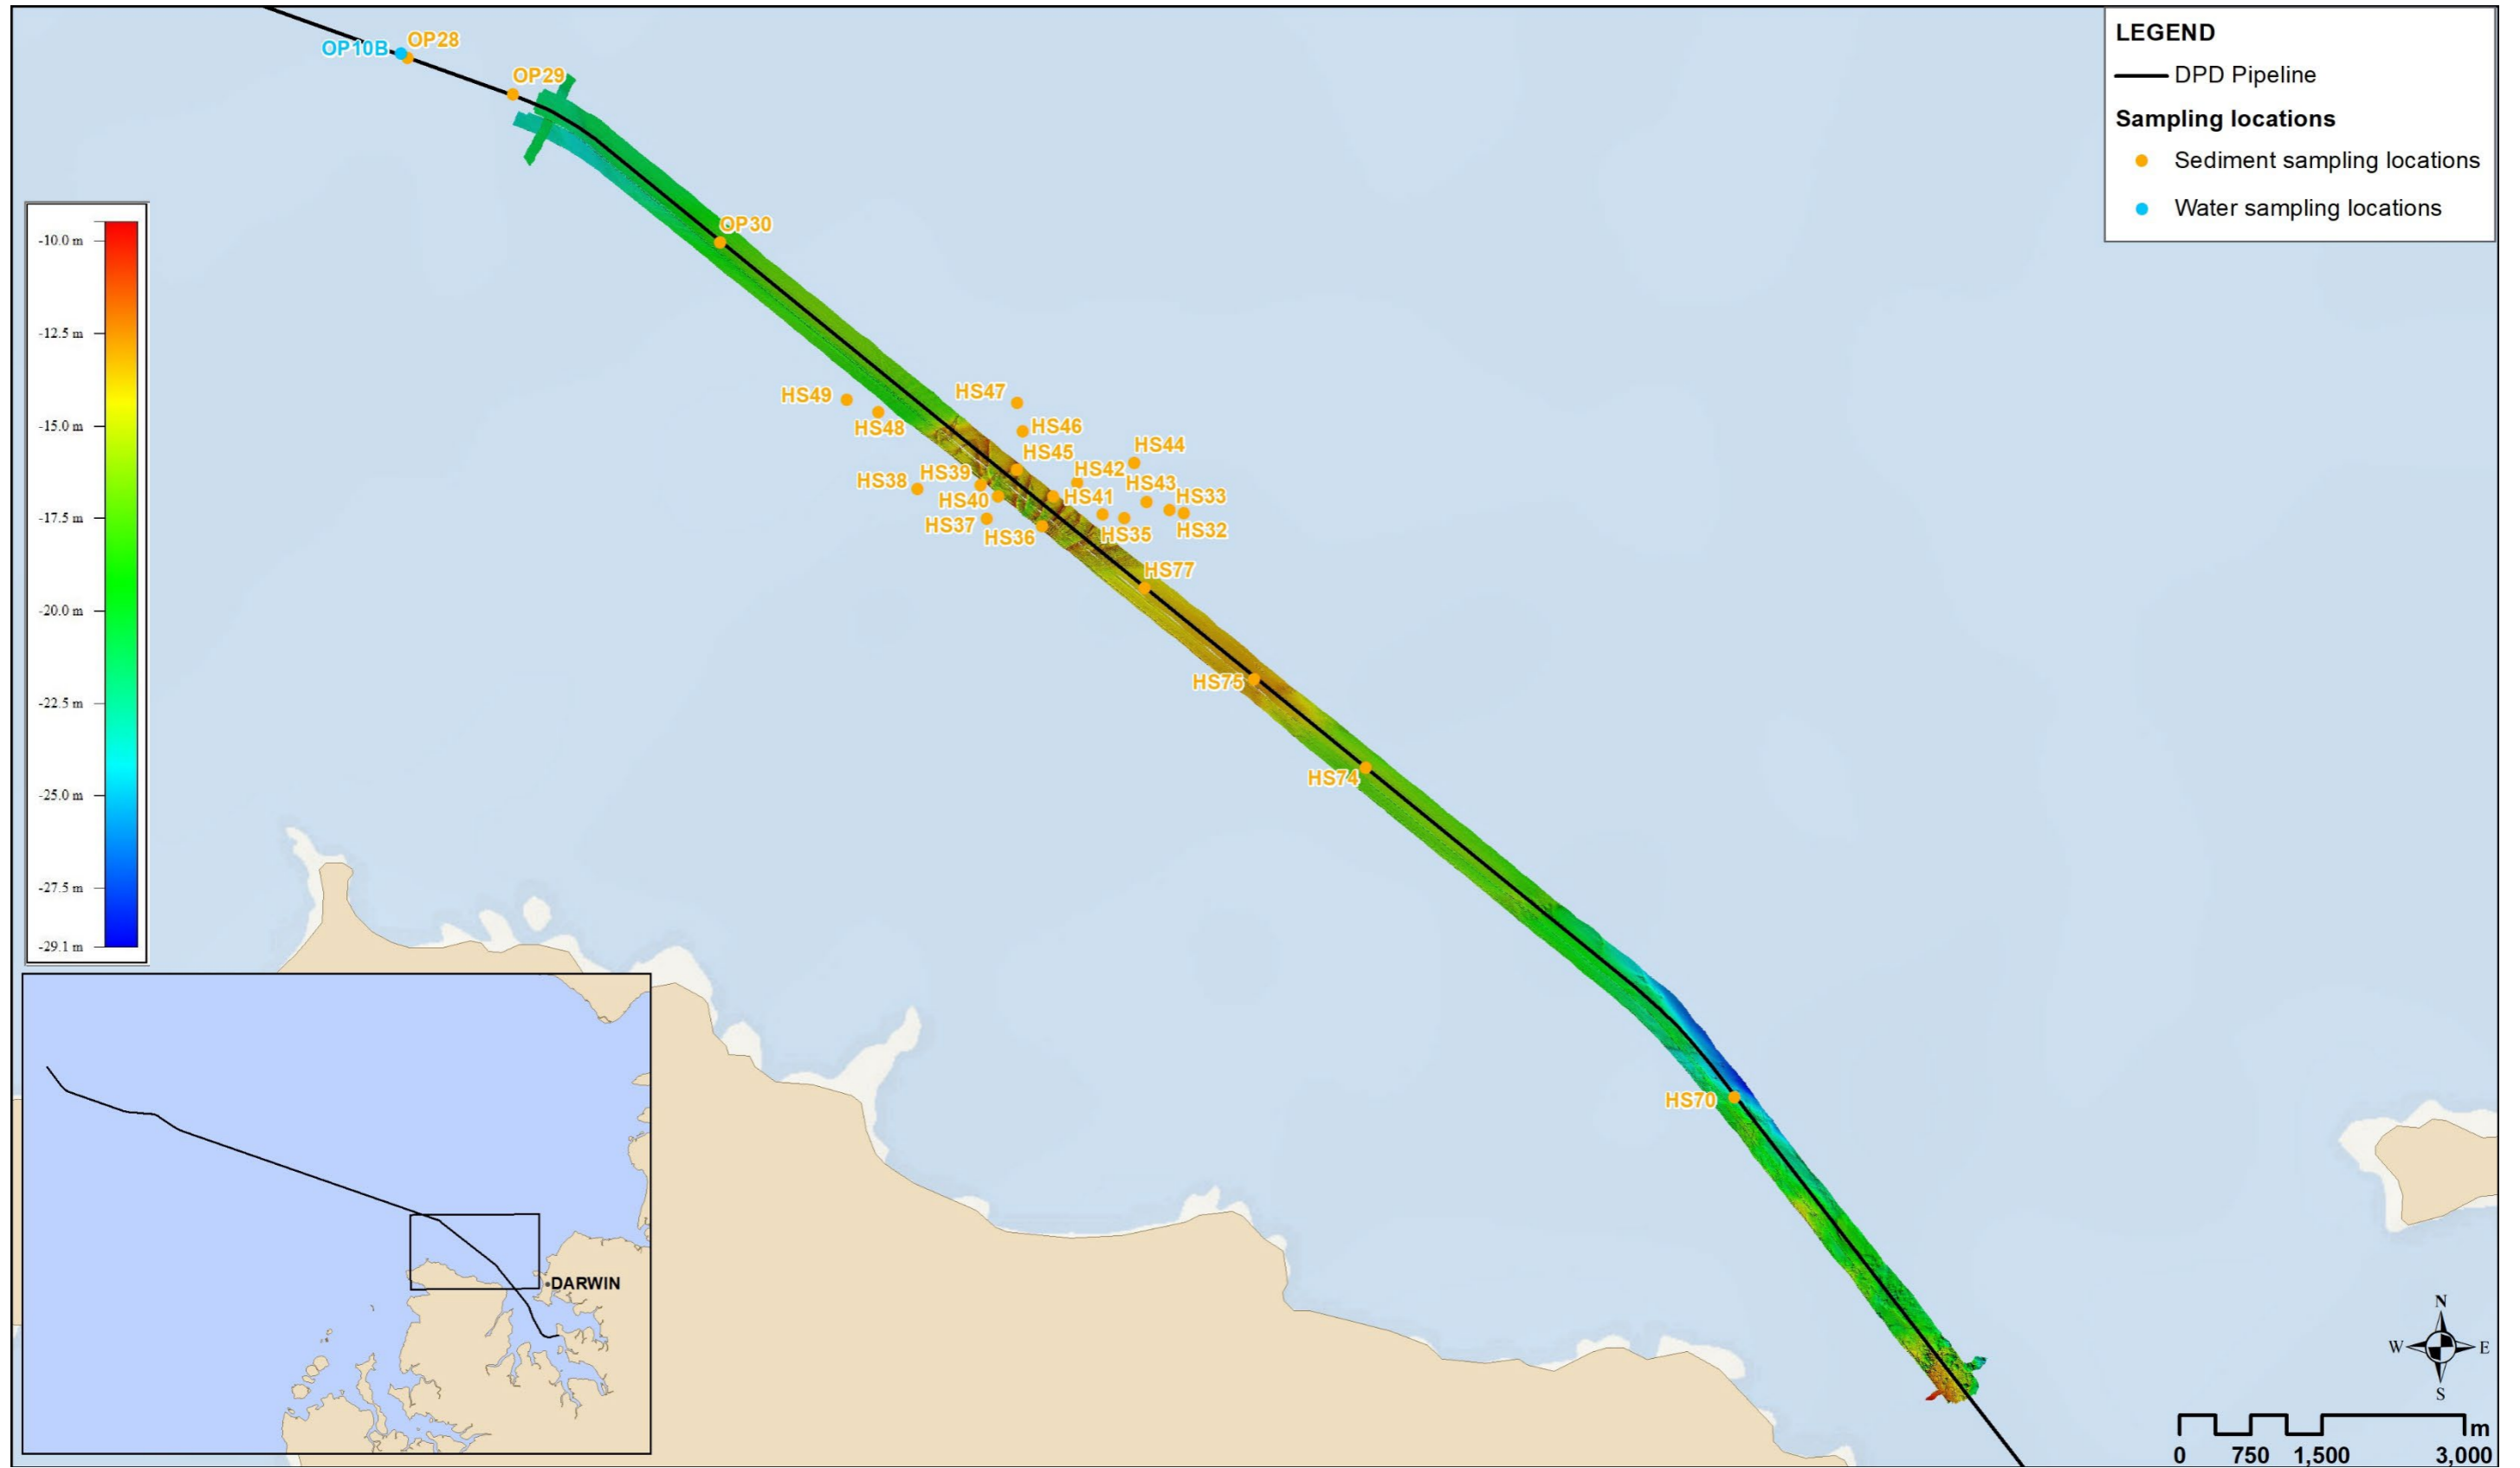 OP10B
OP28
OP29
OP30
HS49
HS48
HS47
HS46
HS45
HS44
HS42
HS43
HS33
HS41
HS32
HS35
HS38
HS39
HS40
HS37
HS36
HS77
HS75
HS74
HS70
LEGEND
DPD Pipeline
Sampling locations
Sediment sampling locations
Water sampling locations
-10.0 m
-12.5 m
-15.0 m
-17.5 m
-20.0 m
-22.5 m
-25.0 m
-27.5 m
-29.1 m
DARWIN
N
W E
S
m
0 750 1,500 3,000